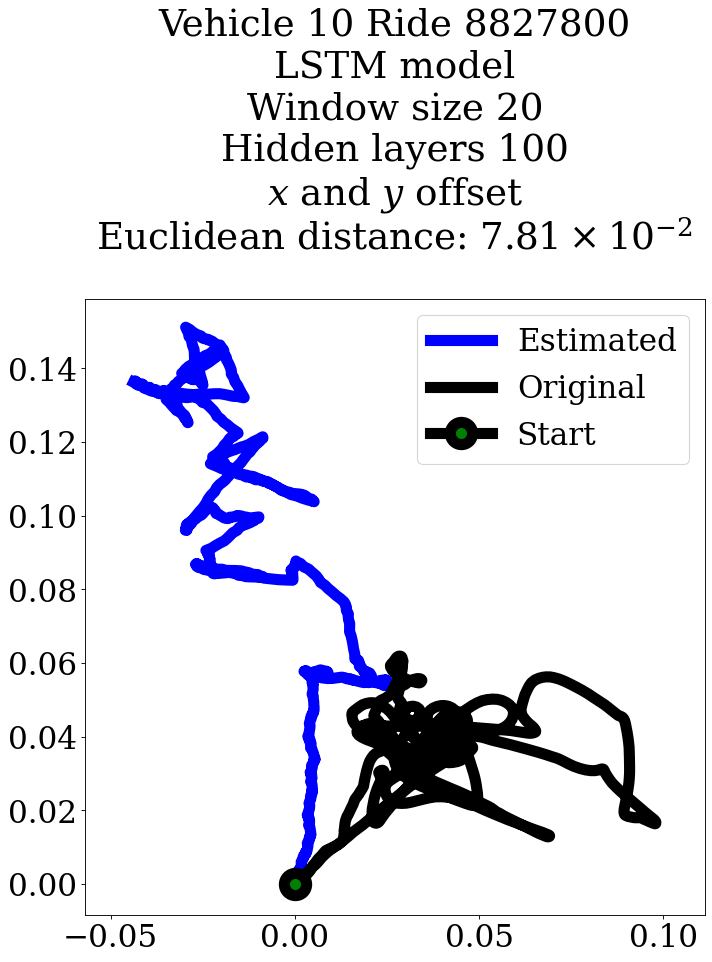 Vehicle 10 Ride 8827800
LSTM model
Window size 20
Hidden layers 100
x and y offset
Euclidean distance: 7.81 × 10⁻²
Estimated
Original
Start
0.14
0.12
0.10
0.08
0.06
0.04
0.02
0.00
−0.05 0.00 0.05 0.10